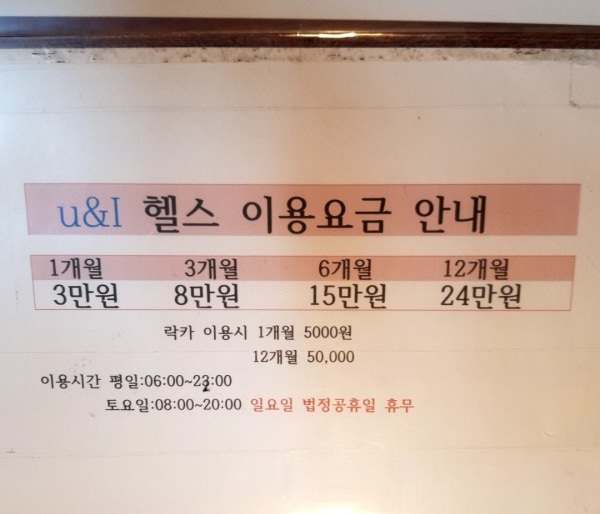 u&I 헬스 이용요금 안내
1개월 3개월 6개월 12개월
3만원 8만원 15만원 24만원
락카 이용시 1개월 5000원
12개월 50,000
이용시간 평일:06:00~22:00
토요일:08:00~20:00 일요일 법정공휴일 휴무